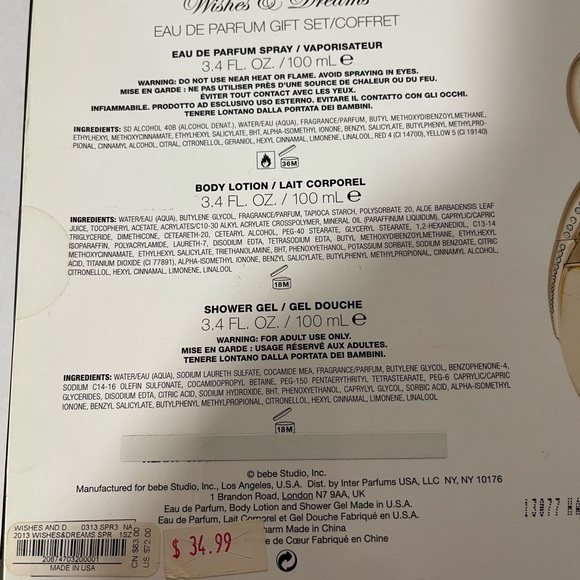 Wishes & Dreams
EAU DE PARFUM GIFT SET/COFFRET
EAU DE PARFUM SPRAY / VAPORISATEUR
3.4 FL. OZ. / 100 mL ℮
WARNING: DO NOT USE NEAR HEAT OR FLAME. AVOID SPRAYING IN EYES.
MISE EN GARDE : NE PAS UTILISER PRÈS D'UNE SOURCE DE CHALEUR OU DU FEU.
ÉVITER TOUT CONTACT AVEC LES YEUX.
INFIAMMABILE. PRODOTTO AD ESCLUSIVO USO ESTERNO. EVITARE IL CONTATTO CON GLI OCCHI.
TENERE LONTANO DALLA PORTATA DEI BAMBINI.
INGREDIENTS: SD ALCOHOL 40B (ALCOHOL DENAT.), WATER/EAU (AQUA), FRAGRANCE/PARFUM, BUTYL METHOXYDIBENZOYLMETHANE,
ETHYLHEXYL METHOXYCINNAMATE, ETHYLHEXYL SALICYLATE, BHT, ALPHA-ISOMETHYL IONONE, BENZYL SALICYLATE, BUTYLPHENYL METHYLPRO-
PIONAL, CINNAMYL ALCOHOL, CITRAL, CITRONELLOL, GERANIOL, HEXYL CINNAMAL, LIMONENE, LINALOOL, RED 4 (CI 14700), YELLOW 5 (CI 19140)
36M
BODY LOTION / LAIT CORPOREL
3.4 FL. OZ. / 100 mL ℮
INGREDIENTS: WATER/EAU (AQUA), BUTYLENE GLYCOL, FRAGRANCE/PARFUM, TAPIOCA STARCH, POLYSORBATE 20, ALOE BARBADENSIS LEAF
JUICE, TOCOPHERYL ACETATE, ACRYLATES/C10-30 ALKYL ACRYLATE CROSSPOLYMER, MINERAL OIL (PARAFFINUM LIQUIDUM), CAPRYLIC/CAPRIC
TRIGLYCERIDE, DIMETHICONE, CETEARETH-20, CETEARYL ALCOHOL, PEG-40 STEARATE, GLYCERYL STEARATE, 1,2-HEXANEDIOL, C13-14
ISOPARAFFIN, POLYACRYLAMIDE, LAURETH-7, DISODIUM EDTA, TETRASODIUM EDTA, BUTYL METHOXYDIBENZOYLMETHANE, ETHYLHEXYL
METHOXYCINNAMATE, ETHYLHEXYL SALICYLATE, TRIETHANOLAMINE, BHT, PHENOXYETHANOL, POTASSIUM SORBATE, SODIUM BENZOATE, CITRIC
ACID, TITANIUM DIOXIDE (CI 77891), ALPHA-ISOMETHYL IONONE, BENZYL SALICYLATE, BUTYLPHENYL METHYLPROPIONAL, CINNAMYL ALCOHOL,
CITRONELLOL, HEXYL CINNAMAL, LIMONENE, LINALOOL
18M
SHOWER GEL / GEL DOUCHE
3.4 FL. OZ. / 100 mL ℮
WARNING: FOR ADULT USE ONLY.
MISE EN GARDE : USAGE RÉSERVÉ AUX ADULTES.
TENERE LONTANO DALLA PORTATA DEI BAMBINI.
INGREDIENTS: WATER/EAU (AQUA), SODIUM LAURETH SULFATE, COCAMIDE MEA, FRAGRANCE/PARFUM, BUTYLENE GLYCOL, BENZOPHENONE-4,
SODIUM C14-16 OLEFIN SULFONATE, COCAMIDOPROPYL BETAINE, PEG-150 PENTAERYTHRITYL TETRASTEARATE, PEG-6 CAPRYLIC/CAPRIC
GLYCERIDES, DISODIUM EDTA, CITRIC ACID, SODIUM HYDROXIDE, BHT, PHENOXYETHANOL, CAPRYLYL GLYCOL, SORBIC ACID, ALPHA-ISOMETHYL
IONONE, BENZYL SALICYLATE, BUTYLPHENYL METHYLPROPIONAL, CITRONELLOL, HEXYL CINNAMAL, LIMONENE, LINALOOL
18M
© bebe Studio, Inc.
Manufactured for bebe Studio, Inc., Los Angeles, U.S.A. Dist. by Inter Parfums USA, LLC NY, NY 10176
1 Brandon Road, London N7 9AA, UK
Eau de Parfum, Body Lotion and Shower Gel Made in U.S.A.
Eau de Parfum, Lait Corporel et Gel Douche Fabriqué en U.S.A.
harm Made in China
e de Cœur Fabriqué en Chine
WISHES AND D 0313 SPR3 NA
2013 WISHES&DREAMS SPR 1SZ
20674703200001
MADE IN USA
CN $83.00
US $72.00
$ 34.99